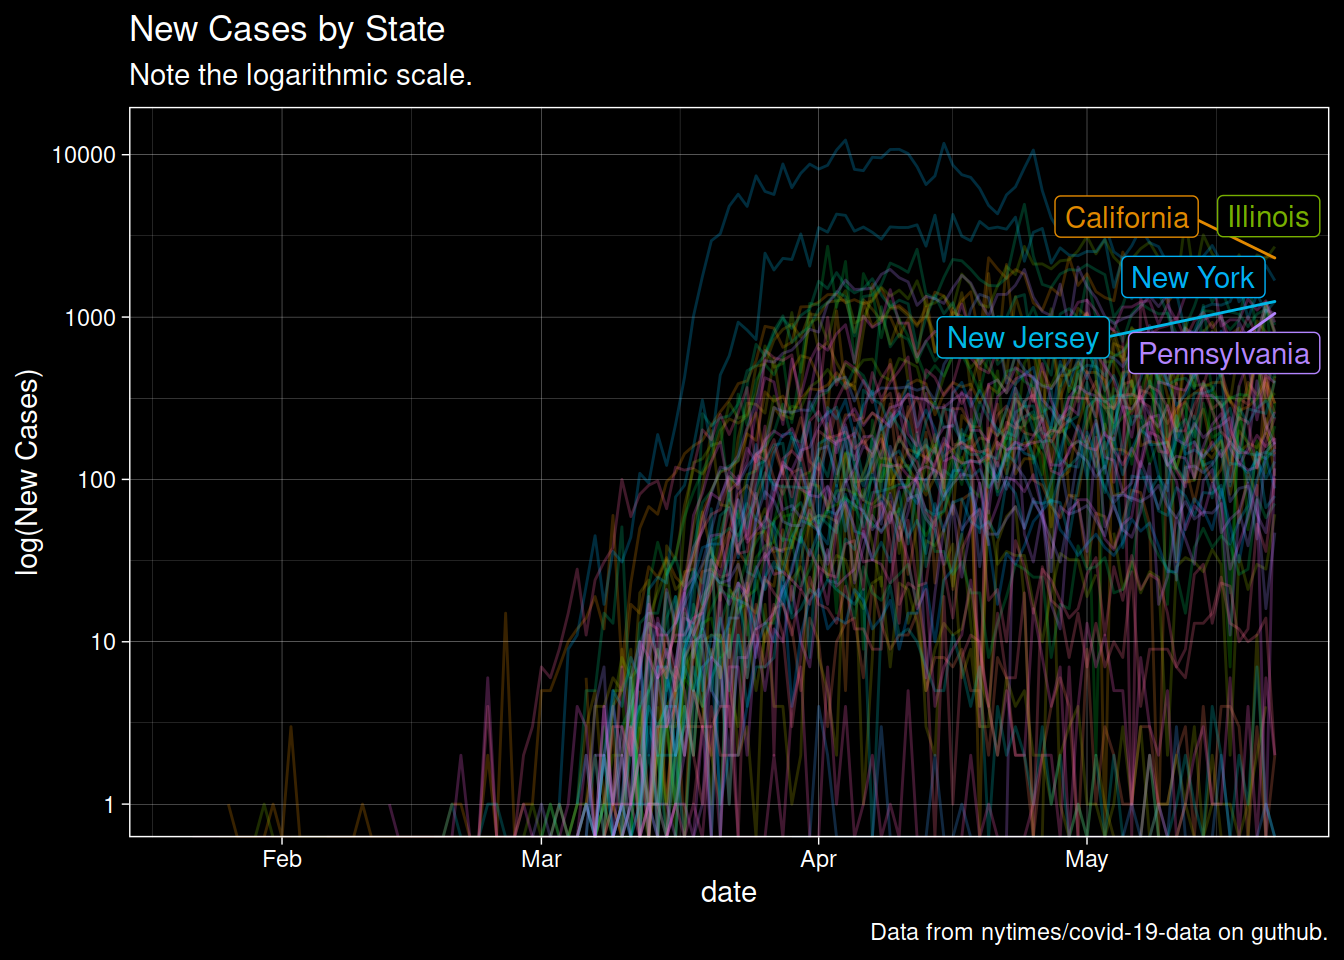 New Cases by State
Note the logarithmic scale.
log(New Cases)
10000
1000
100
10
1
California
Illinois
New York
New Jersey
Pennsylvania
Feb
Mar
Apr
May
date
Data from nytimes/covid-19-data on guthub.